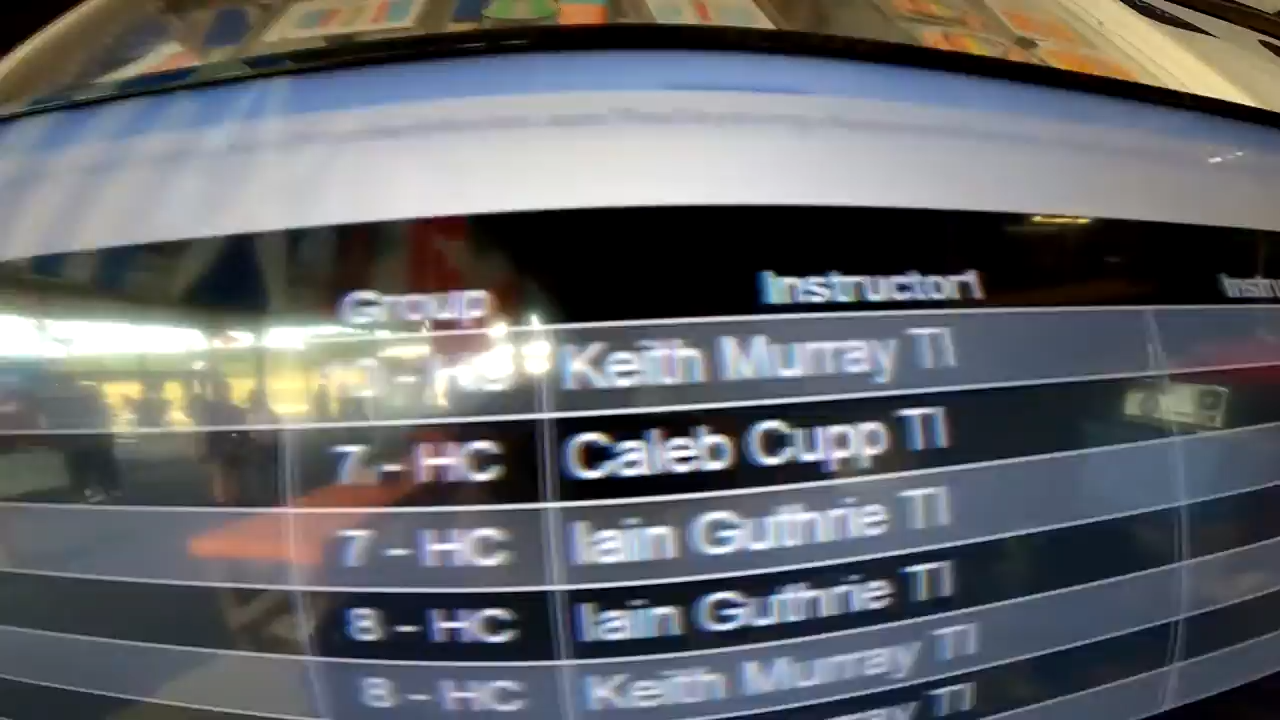 Group Instructor1
Keith Murray TI
7 - HC Caleb Cupp TI
7 - HC Iain Guthrie TI
8 - HC Iain Guthrie TI
8 - HC Keith Murray TI
TI